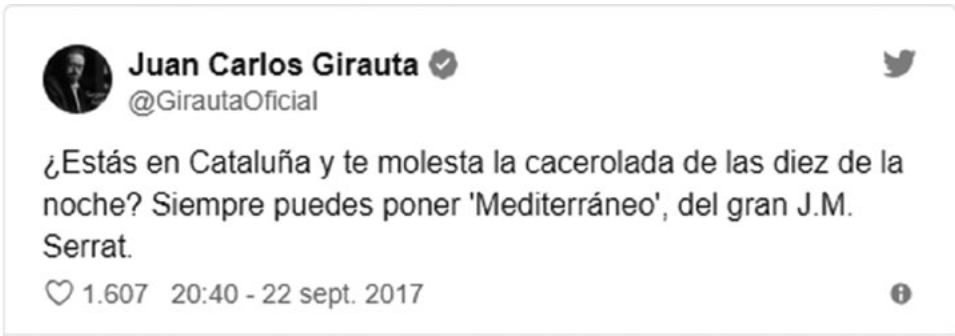 Juan Carlos Girauta
@GirautaOficial
¿Estás en Cataluña y te molesta la cacerolada de las diez de la
noche? Siempre puedes poner 'Mediterráneo', del gran J.M.
Serrat.
1.607 20:40 - 22 sept. 2017